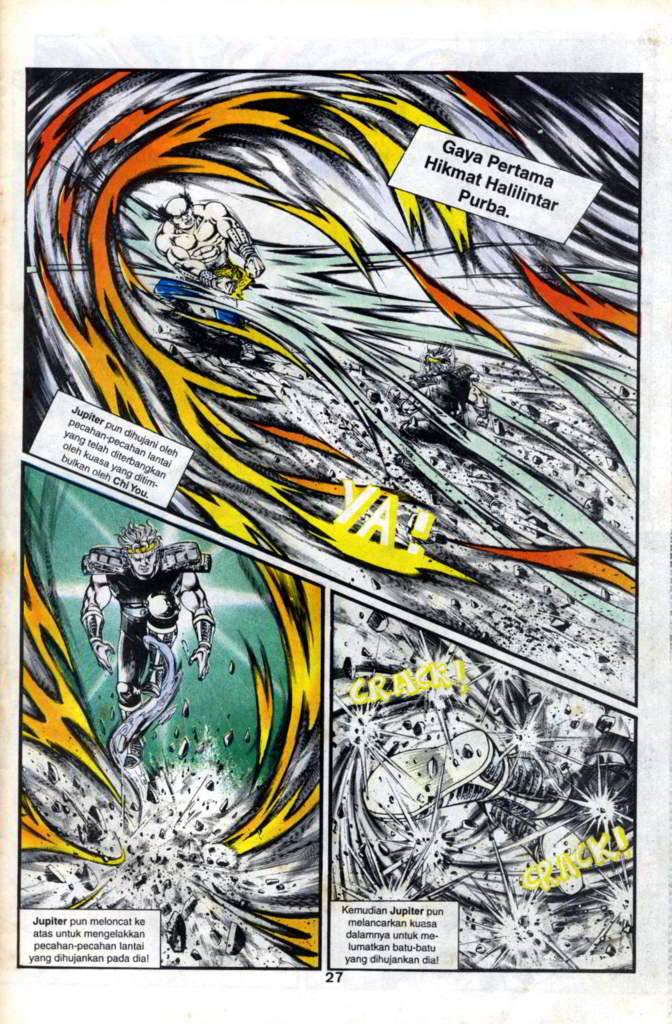 Gaya Pertama
Hikmat Halilintar
Purba.
Jupiter pun dihujani oleh
pecahan-pecahan lantai
yang telah diterbangkan
oleh kuasa yang ditim-
bulkan oleh Chi You.
YA!!
CRACK!
CRACK!
Jupiter pun meloncat ke
atas untuk mengelakkan
pecahan-pecahan lantai
yang dihujankan pada dia!
Kemudian Jupiter pun
melancarkan kuasa
dalamnya untuk me-
lumatkan batu-batu
yang dihujankan dia!
27